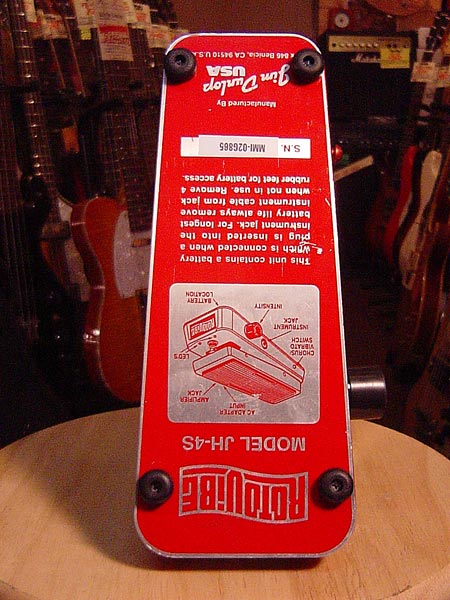 ROTOVIBE
MODEL JH-4S
AC ADAPTER
INPUT
AMPLIFIER
JACK
LED'S
CHORUS/
VIBRATO
SWITCH
INSTRUMENT
JACK
INTENSITY
BATTERY
LOCATION
ROTOVIBE
This unit contains a battery
which is connected when a
plug is inserted into the
instrument jack. For longest
battery life always remove
instrument cable from jack
when not in use. Remove 4
rubber feet for battery access.
S.N. MMI-02G865
Manufactured By
Jim Dunlop
USA
846 Benicia, CA 94510 U.S.